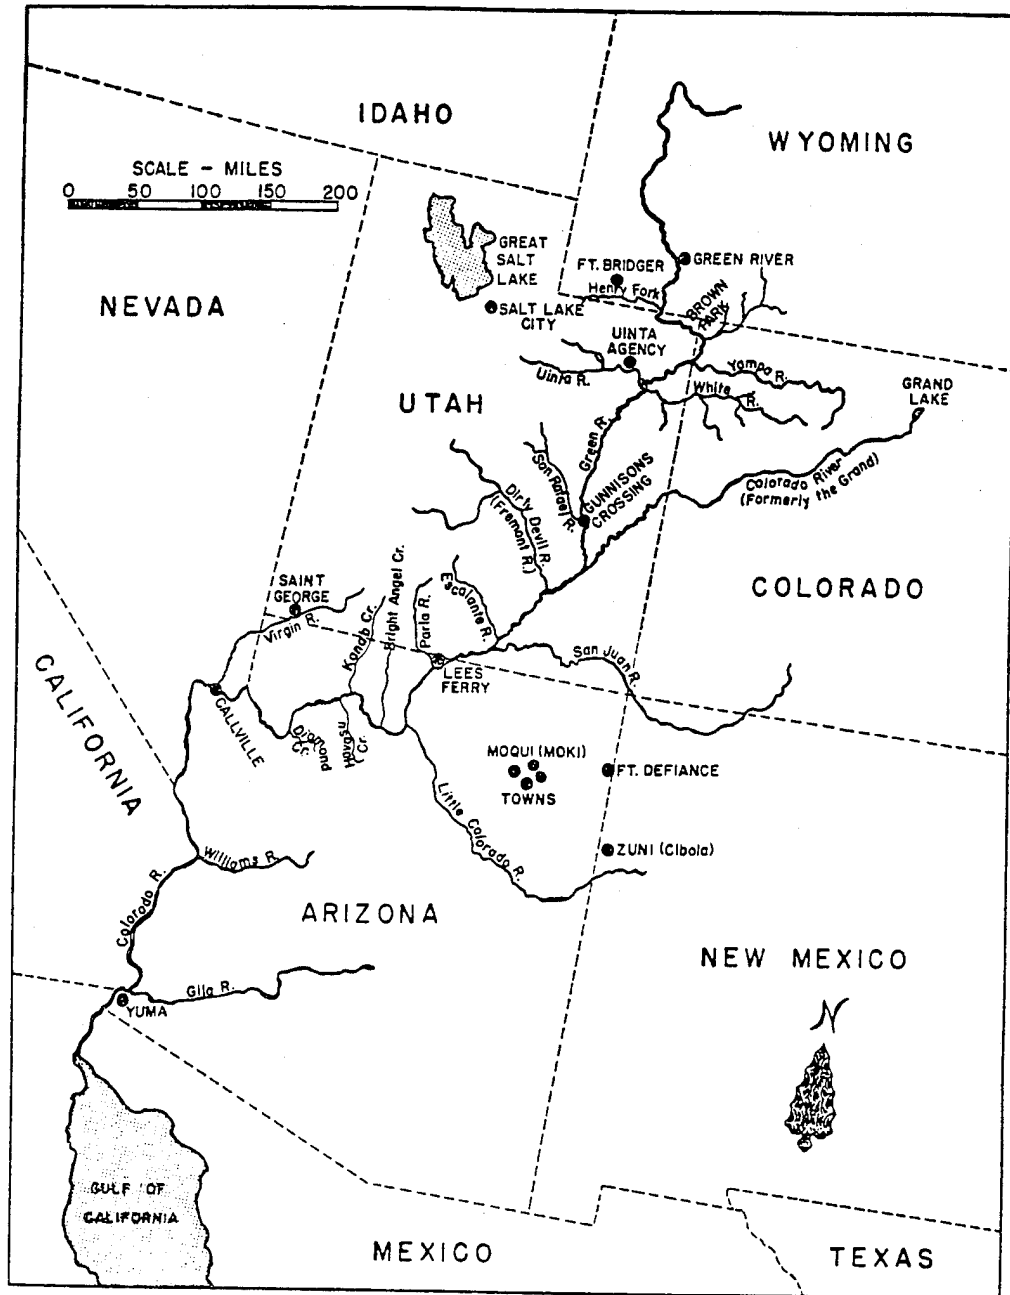 IDAHO
WYOMING
SCALE – MILES
0 50 100 150 200
GREAT
SALT
LAKE
FT. BRIDGER
GREEN RIVER
Henry Fork
BROWN
PARK
NEVADA
SALT LAKE
CITY
UINTA
AGENCY
Uinta R.
Yampa R.
White R.
GRAND
LAKE
UTAH
Green R.
San Rafael R.
GUNNISONS
CROSSING
Colorado River
(Formerly the Grand)
Dirty Devil R.
(Fremont R.)
COLORADO
SAINT
GEORGE
Virgin R.
Kanab Cr.
Bright Angel Cr.
Paria R.
Escalante R.
San Juan R.
LEES
FERRY
CALIFORNIA
CALLVILLE
Diamond
Cr.
Havasu
Cr.
MOQUI (MOKI)
TOWNS
FT. DEFIANCE
Little Colorado R.
ZUNI (Cibola)
Williams R.
Colorado R.
ARIZONA
NEW MEXICO
Gila R.
YUMA
N
GULF OF
CALIFORNIA
MEXICO
TEXAS